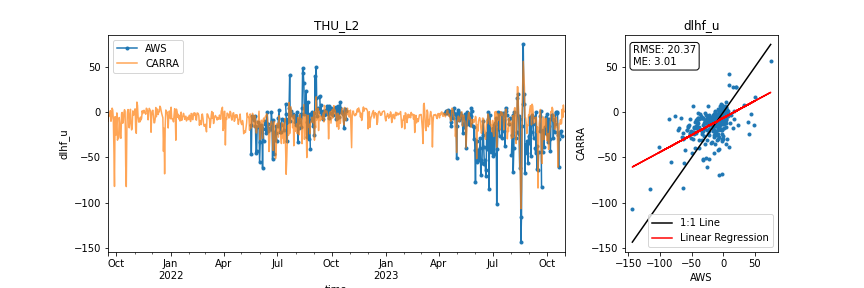 THU_L2
AWS
CARRA
dlhf_u
50
0
−50
−100
−150
Oct
Jan
2022
Apr
Jul
Oct
Jan
2023
Apr
Jul
Oct
time
dlhf_u
RMSE: 20.37
ME: 3.01
CARRA
50
0
−50
−100
−150
1:1 Line
Linear Regression
−150
−100
−50
0
50
AWS